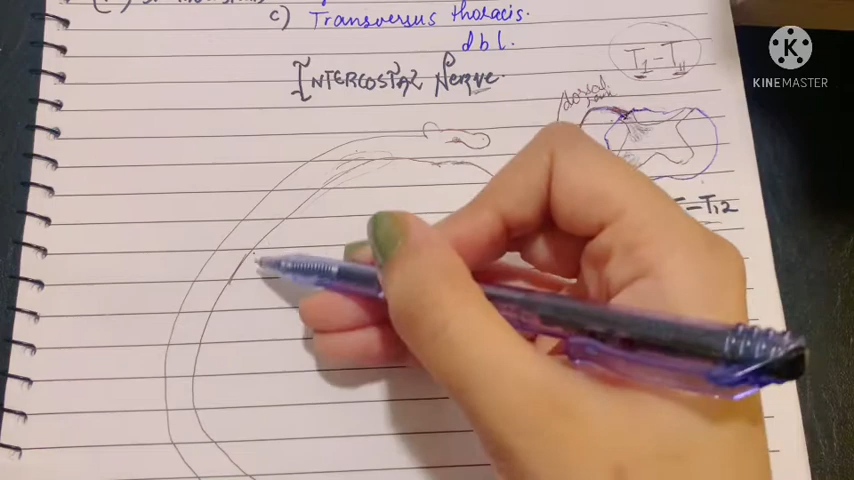 c) Transversus thoracis.
dbl.
INTERCOSTAL Nerve.
T1 - T11
dorsal
T12
KINEMASTER